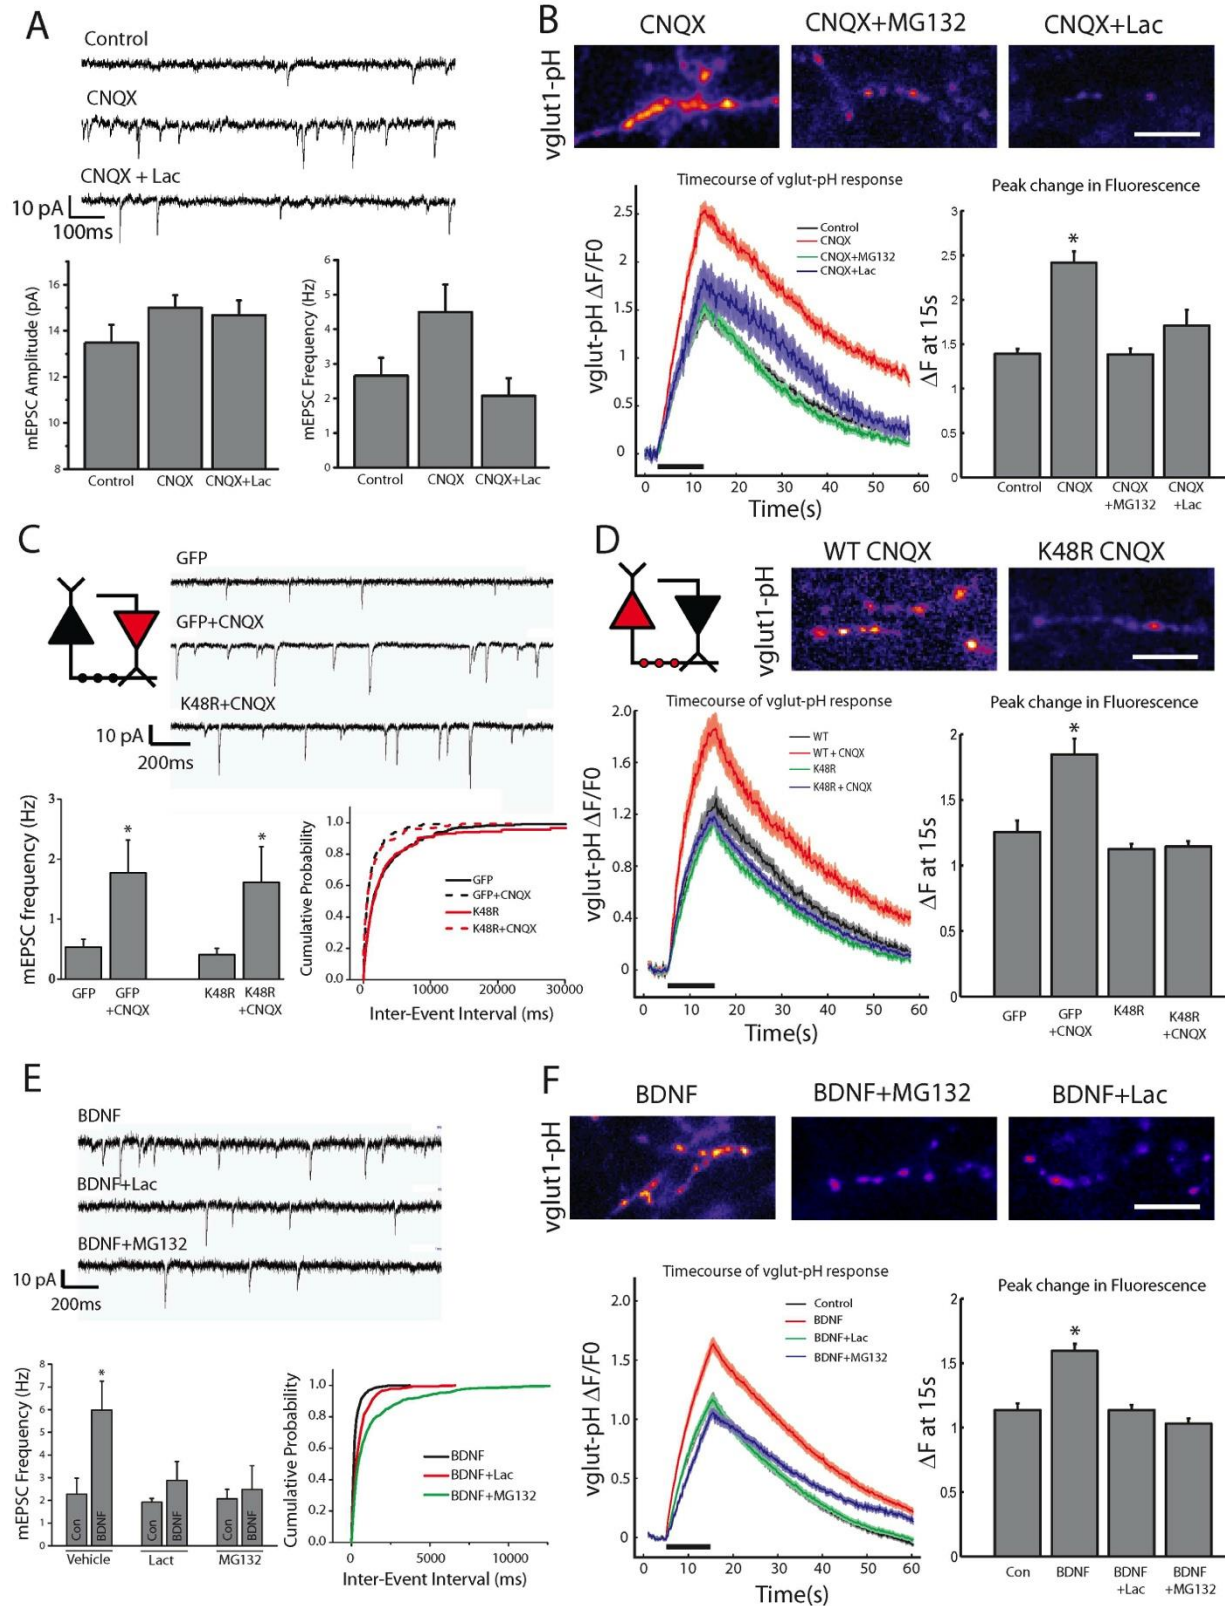 A
Control
CNQX
CNQX + Lac
10 pA
100ms
mEPSC Amplitude (pA)
16
14
12
10
8
Control
CNQX
CNQX+Lac
mEPSC Frequency (Hz)
6
5
4
3
2
1
0
Control
CNQX
CNQX+Lac
B
CNQX
CNQX+MG132
CNQX+Lac
vglut1-pH
Timecourse of vglut-pH response
Control
CNQX
CNQX+MG132
CNQX+Lac
vglut-pH ΔF/F0
2.5
2
1.5
1
0.5
0
0 10 20 30 40 50 60
Time(s)
Peak change in Fluorescence
*
ΔF at 15s
3
2.5
2
1.5
1
0.5
0
Control
CNQX
CNQX
+MG132
CNQX
+Lac
C
GFP
GFP+CNQX
K48R+CNQX
10 pA
200ms
mEPSC frequency (Hz)
3
2
1
0
*
*
GFP
GFP
+CNQX
K48R
K48R
+CNQX
Cumulative Probability
1.0
0.8
0.6
0.4
0.2
0.0
GFP
GFP+CNQX
K48R
K48R+CNQX
0 10000 20000 30000
Inter-Event Interval (ms)
D
WT CNQX
K48R CNQX
vglut1-pH
Timecourse of vglut-pH response
WT
WT + CNQX
K48R
K48R + CNQX
vglut-pH ΔF/F0
2.0
1.6
1.2
0.8
0.4
0
0 10 20 30 40 50 60
Time(s)
Peak change in Fluorescence
*
ΔF at 15s
2
1.5
1
0.5
0
GFP
GFP
+CNQX
K48R
K48R
+CNQX
E
BDNF
BDNF+Lac
BDNF+MG132
10 pA
200ms
mEPSC Frequency (Hz)
8
7
6
5
4
3
2
1
0
*
Con
BDNF
Con
BDNF
Con
BDNF
Vehicle
Lact
MG132
Cumulative Probability
1.0
0.8
0.6
0.4
0.2
0.0
BDNF
BDNF+Lac
BDNF+MG132
0 5000 10000
Inter-Event Interval (ms)
F
BDNF
BDNF+MG132
BDNF+Lac
vglut1-pH
Timecourse of vglut-pH response
Control
BDNF
BDNF+Lac
BDNF+MG132
vglut-pH ΔF/F0
2.0
1.5
1.0
0.5
0
0 10 20 30 40 50 60
Time(s)
Peak change in Fluorescence
*
ΔF at 15s
2
1.5
1
0.5
0
Con
BDNF
BDNF
+Lac
BDNF
+MG132